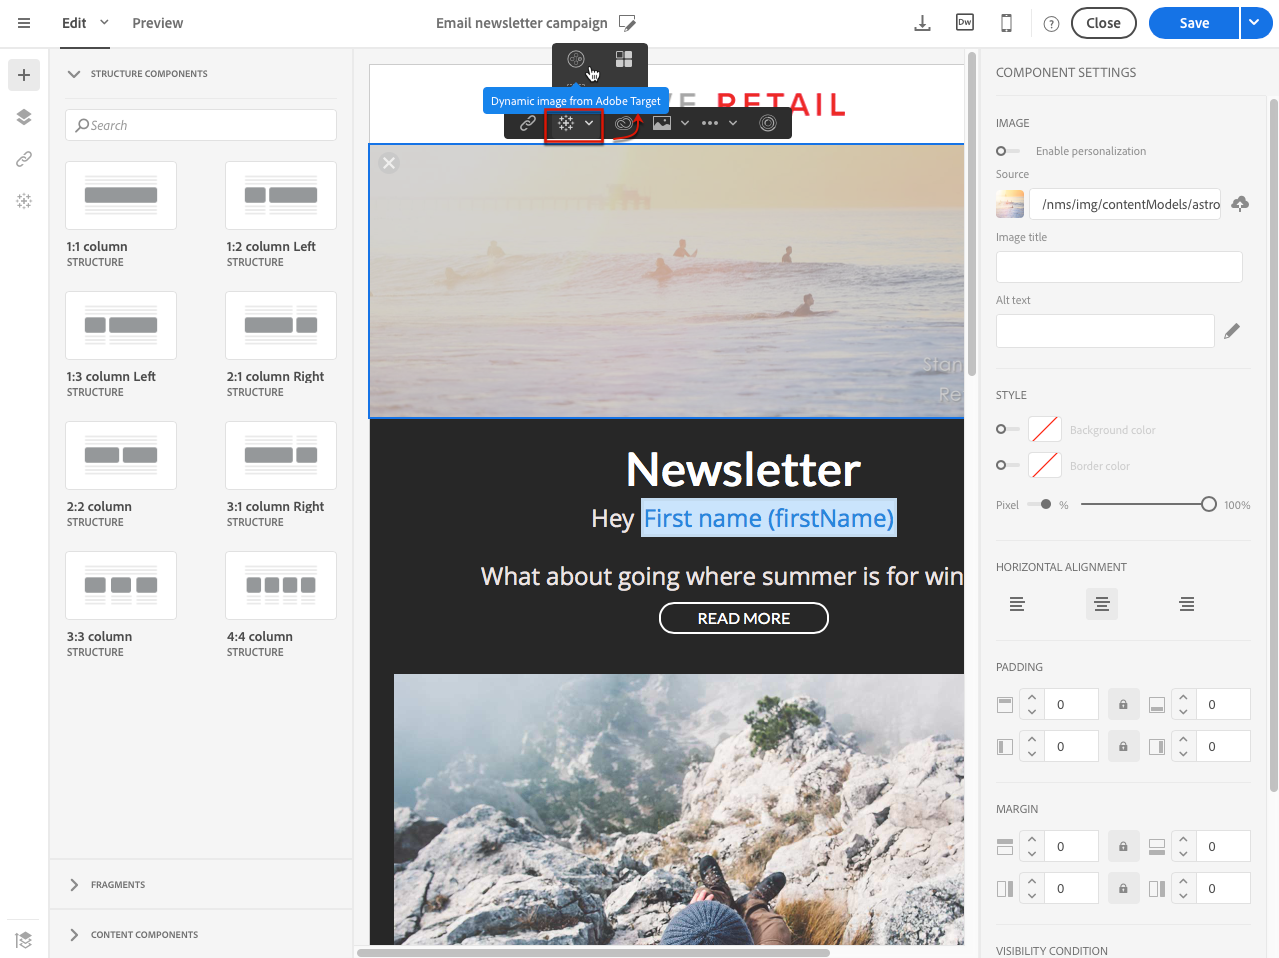 Edit
Preview
Email newsletter campaign
Dw
?
Close
Save
STRUCTURE COMPONENTS
Search
1:1 column
STRUCTURE
1:2 column Left
STRUCTURE
1:3 column Left
STRUCTURE
2:1 column Right
STRUCTURE
2:2 column
STRUCTURE
3:1 column Right
STRUCTURE
3:3 column
STRUCTURE
4:4 column
STRUCTURE
FRAGMENTS
CONTENT COMPONENTS
Dynamic image from Adobe Target
RETAIL
Stan
Re
Newsletter
Hey First name (firstName)
What about going where summer is for win
READ MORE
COMPONENT SETTINGS
IMAGE
Enable personalization
Source
/nms/img/contentModels/astro
Image title
Alt text
STYLE
Background color
Border color
Pixel % 100%
HORIZONTAL ALIGNMENT
PADDING
0 0
0 0
MARGIN
0 0
0 0
VISIBILITY CONDITION